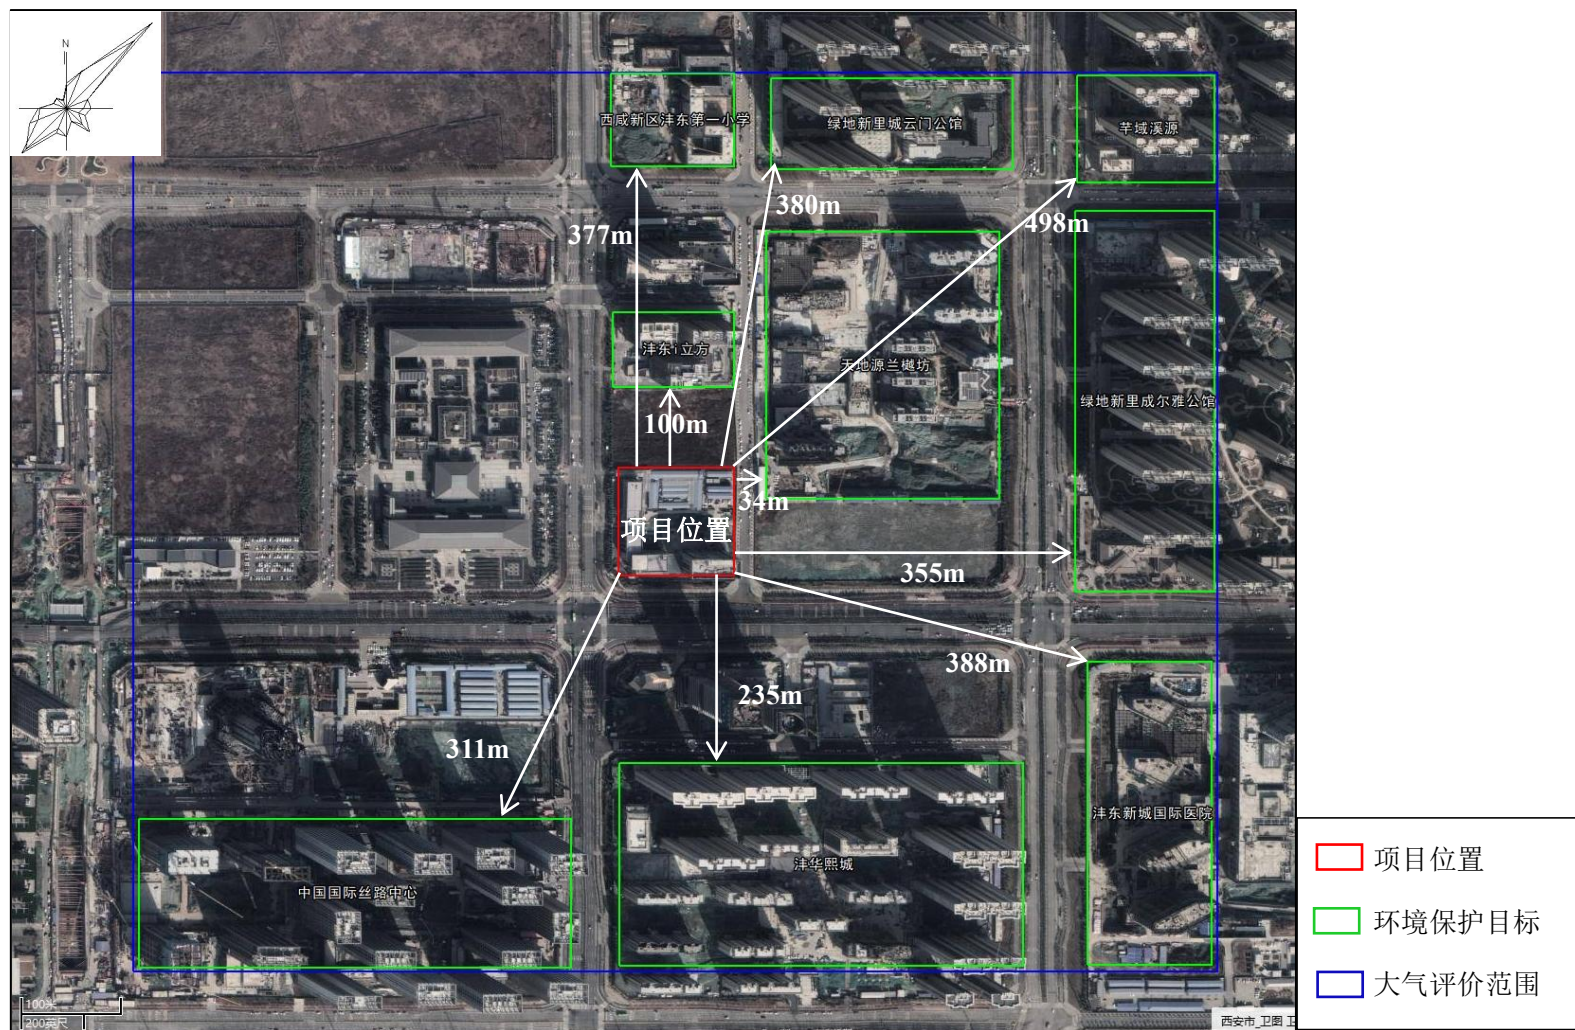 N
西咸新区沣东第一小学
绿地新里城云门公馆
芊域溪源
380m
498m
377m
沣东i立方
天地源兰樾坊
绿地新里成尔雅公馆
100m
34m
项目位置
355m
388m
235m
311m
沣东新城国际医院
沣华熙城
中国国际丝路中心
项目位置
环境保护目标
大气评价范围
100米
200英尺
西安市_卫图 卫